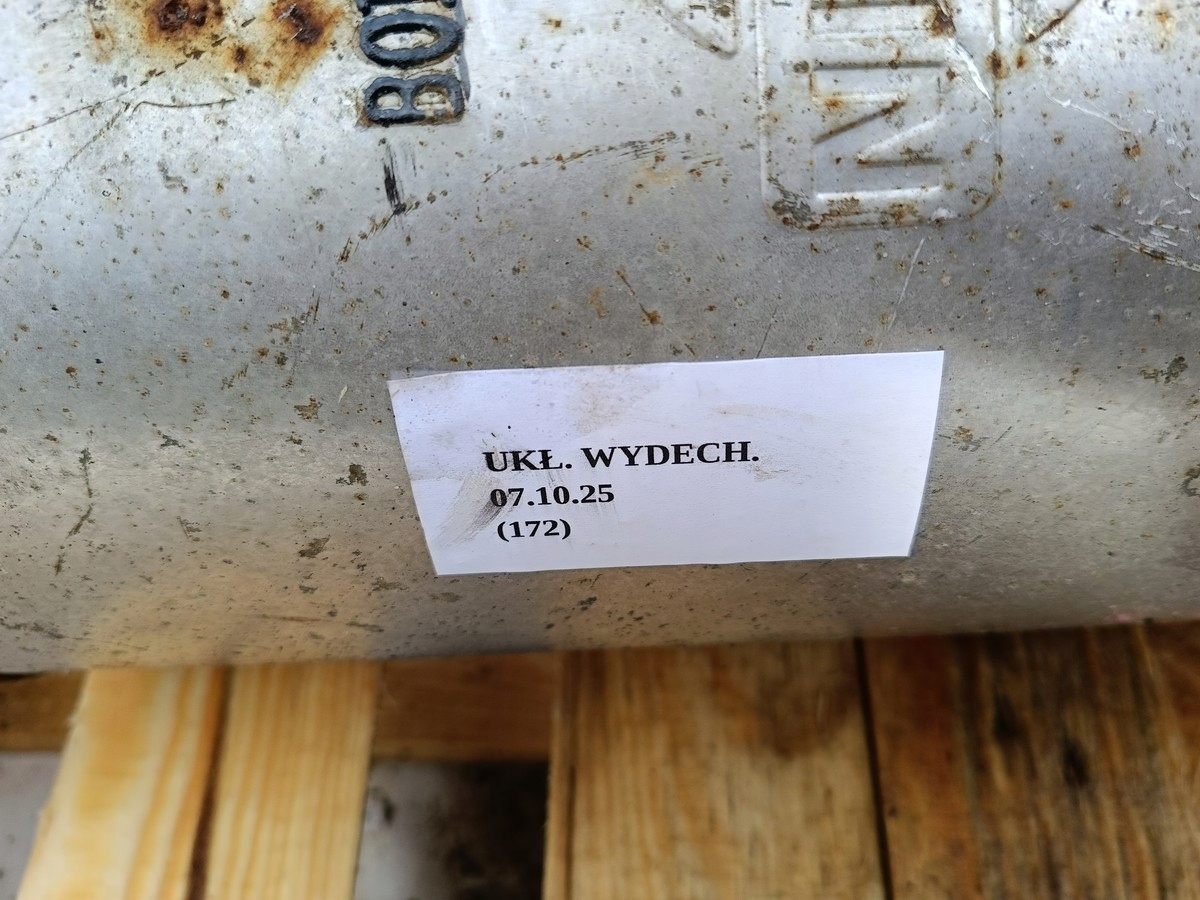 UKŁ. WYDECH.
07.10.25
(172)